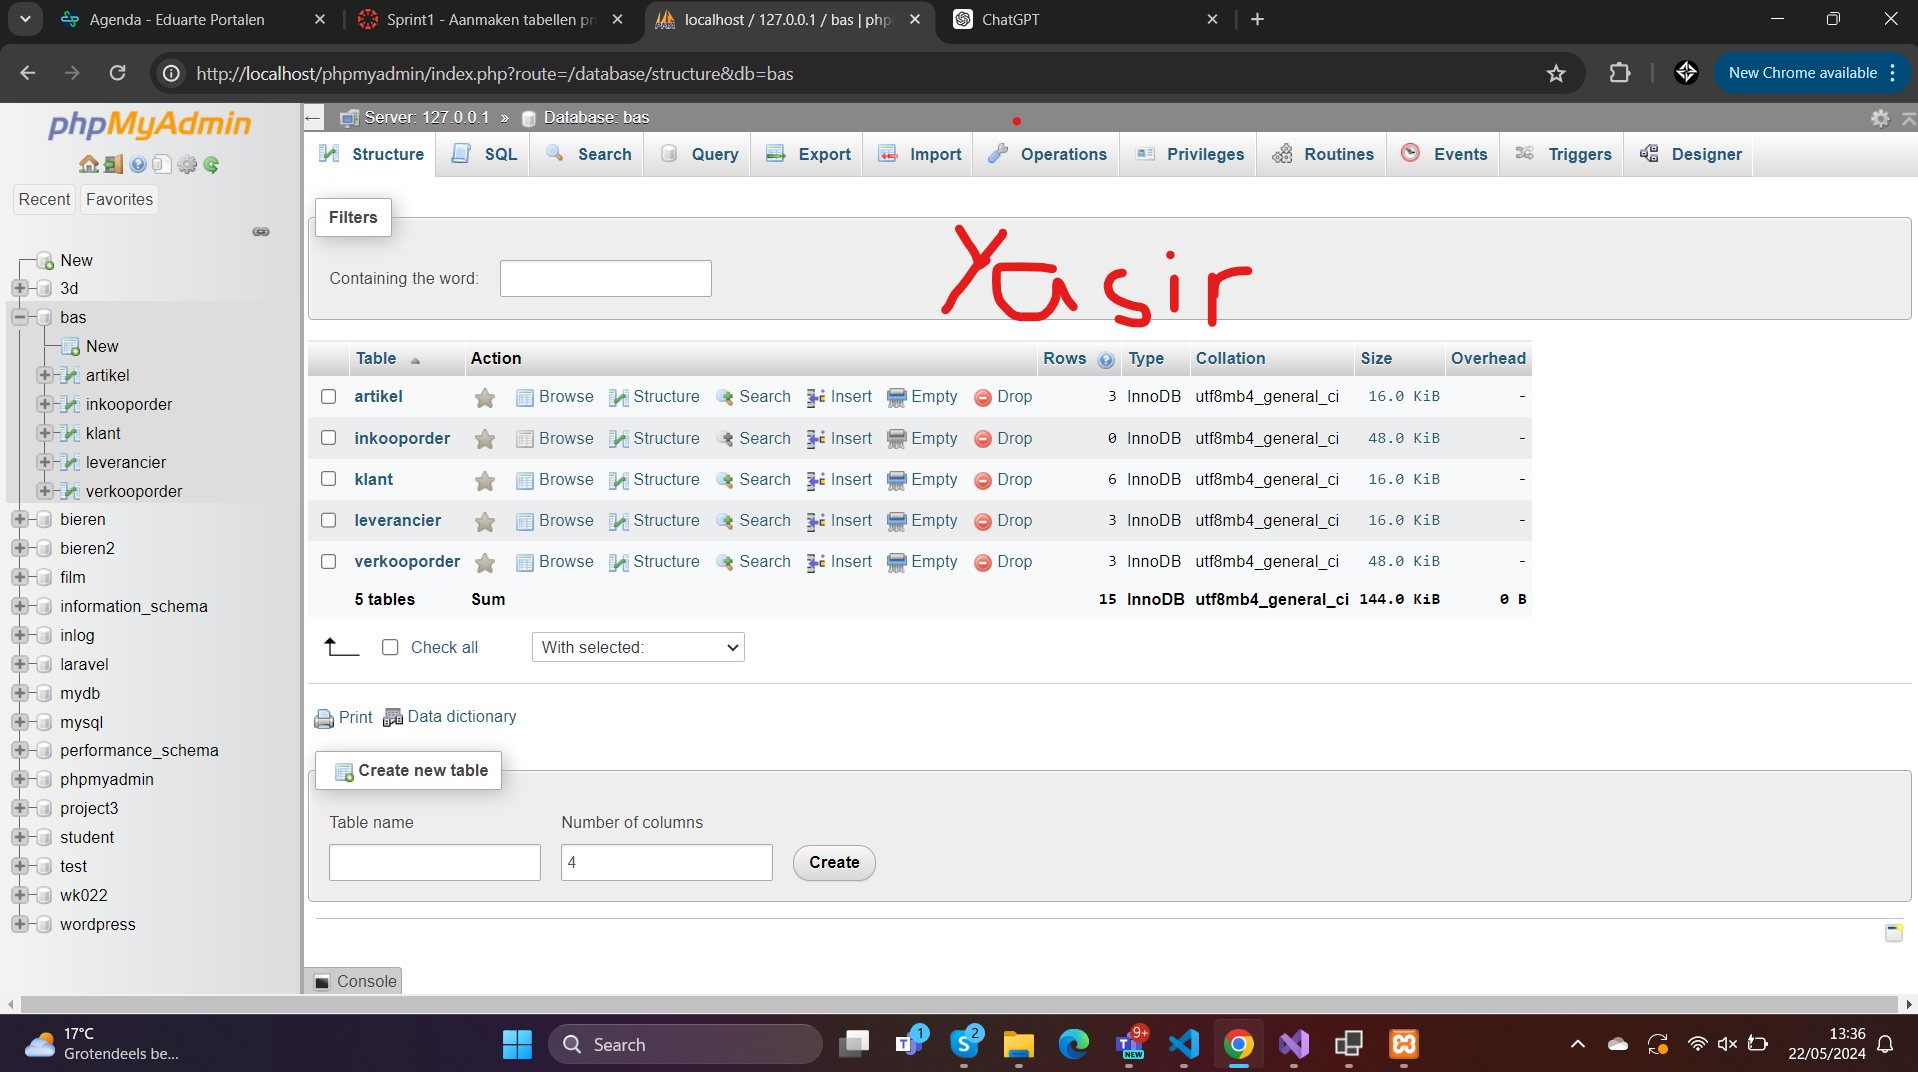 Agenda - Eduarte Portalen
Sprint1 - Aanmaken tabellen pr
localhost / 127.0.0.1 / bas | php
ChatGPT
http://localhost/phpmyadmin/index.php?route=/database/structure&db=bas
New Chrome available
phpMyAdmin
Server: 127.0.0.1 » Database: bas
Structure SQL Search Query Export Import Operations Privileges Routines Events Triggers Designer
Recent Favorites
New
3d
bas
New
artikel
inkooporder
klant
leverancier
verkooporder
bieren
bieren2
film
information_schema
inlog
laravel
mydb
mysql
performance_schema
phpmyadmin
project3
student
test
wk022
wordpress
Filters
Containing the word:
Yasir
Table Action Rows Type Collation Size Overhead
artikel Browse Structure Search Insert Empty Drop 3 InnoDB utf8mb4_general_ci 16.0 KiB -
inkooporder Browse Structure Search Insert Empty Drop 0 InnoDB utf8mb4_general_ci 48.0 KiB -
klant Browse Structure Search Insert Empty Drop 6 InnoDB utf8mb4_general_ci 16.0 KiB -
leverancier Browse Structure Search Insert Empty Drop 3 InnoDB utf8mb4_general_ci 16.0 KiB -
verkooporder Browse Structure Search Insert Empty Drop 3 InnoDB utf8mb4_general_ci 48.0 KiB -
5 tables Sum 15 InnoDB utf8mb4_general_ci 144.0 KiB 0 B
Check all With selected:
Print Data dictionary
Create new table
Table name Number of columns
4 Create
Console
17°C
Grotendeels be...
Search
1
2
9+
NEW
13:36
22/05/2024